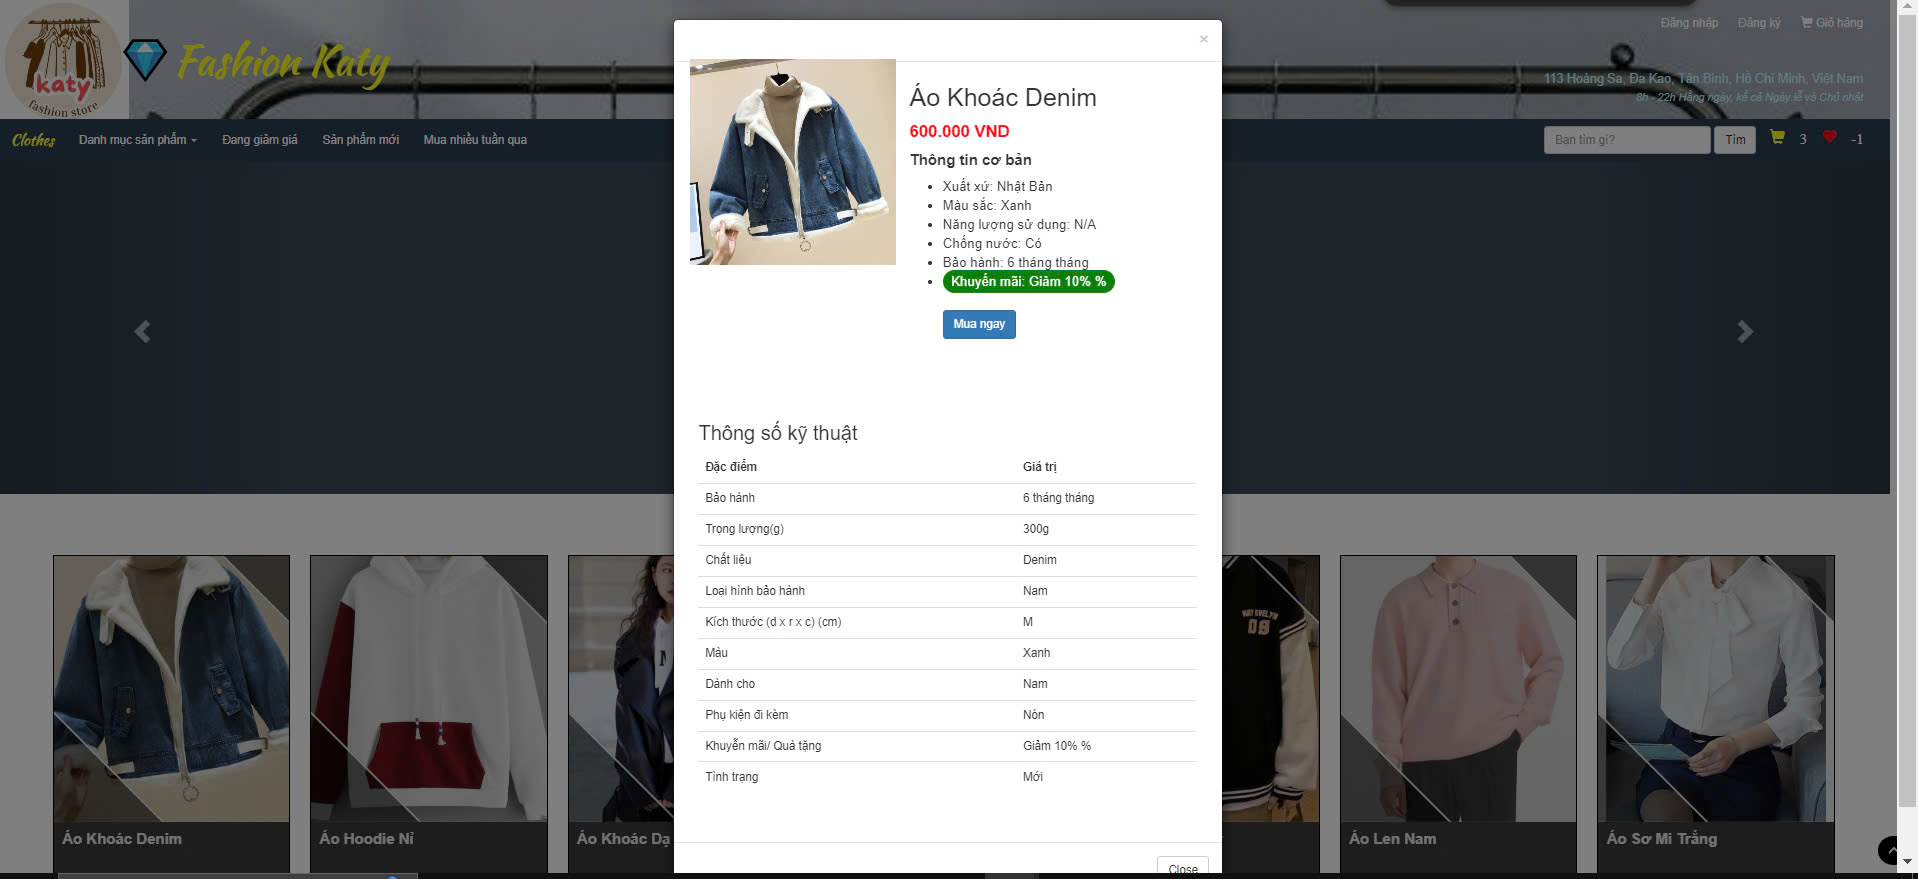 katy
fashion store
Fashion Katy
Đăng nhập Đăng ký Giỏ hàng
113 Hoàng Sa, Đa Kao, Tân Bình, Hồ Chí Minh, Việt Nam
8h - 22h Hằng ngày, kể cả Ngày lễ và Chủ nhật
Clothes Danh mục sản phẩm Đang giảm giá Sản phẩm mới Mua nhiều tuần qua
Bạn tìm gì? Tìm 3 -1
×
Áo Khoác Denim
600.000 VND
Thông tin cơ bản
Xuất xứ: Nhật Bản
Màu sắc: Xanh
Năng lượng sử dụng: N/A
Chống nước: Có
Bảo hành: 6 tháng tháng
Khuyến mãi: Giảm 10% %
Mua ngay
Thông số kỹ thuật
Đặc điểm Giá trị
Bảo hành 6 tháng tháng
Trọng lượng(g) 300g
Chất liệu Denim
Loại hình bảo hành Nam
Kích thước (d x r x c) (cm) M
Màu Xanh
Dành cho Nam
Phụ kiện đi kèm Nón
Khuyễn mãi/ Quà tặng Giảm 10% %
Tình trạng Mới
Close
09
Áo Khoác Denim Áo Hoodie Nỉ Áo Khoác Dạ Áo Len Nam Áo Sơ Mi Trắng